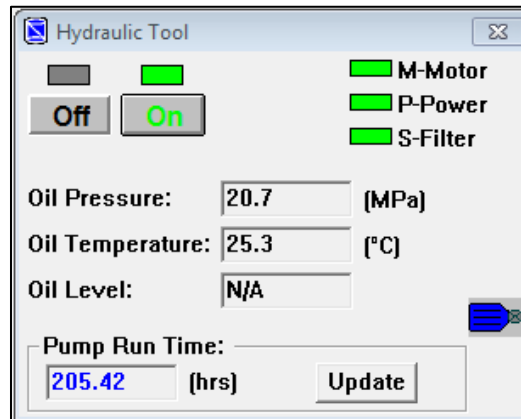 Hydraulic Tool
M-Motor
Off On P-Power
S-Filter
Oil Pressure: 20.7 (MPa)
Oil Temperature: 25.3 (°C)
Oil Level: N/A
Pump Run Time:
205.42 (hrs) Update